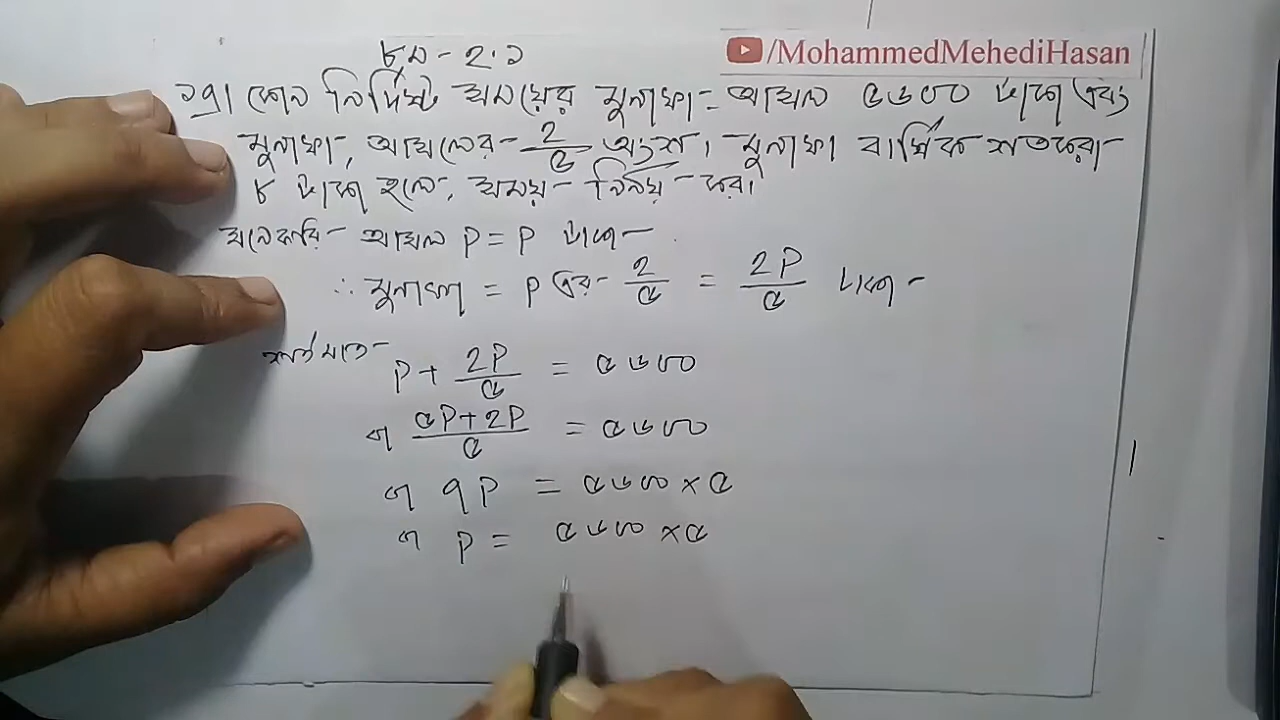 ৮ম - ২.১
/MohammedMehediHasan
১৭। কোন নির্দিষ্ট সময়ের মুনাফা-আসল ৫৬০০ টাকা এবং
মুনাফা, আসলের ২/৫ অংশ। মুনাফা বার্ষিক শতকরা
৮ টাকা হলে, সময় নির্ণয় কর।
মনেকরি আসল P = P টাকা
∴ মুনাফা = P এর ২/৫ = ২P/৫ টাকা
শর্তমতে
P + ২P/৫ = ৫৬০০
বা ৫P+২P/৫ = ৫৬০০
বা ৭P = ৫৬০০ × ৫
বা P = ৫৬০০ × ৫